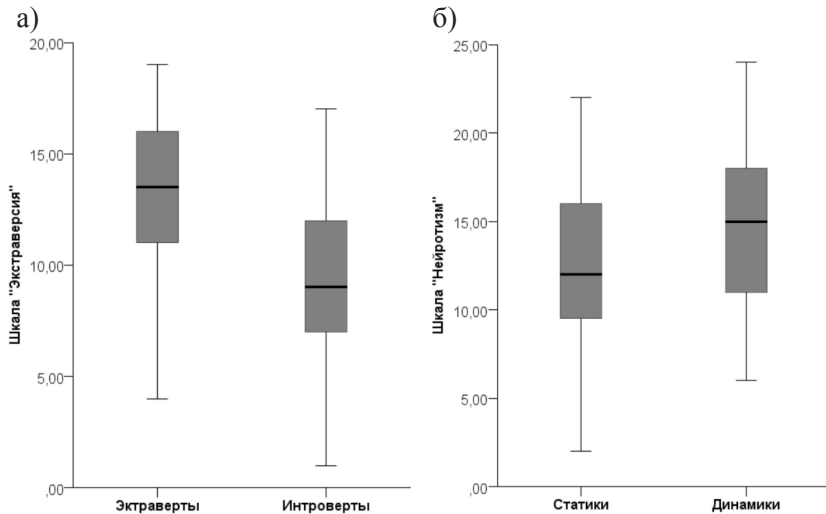 а)
20,00
15,00
10,00
5,00
,00
Шкала "Экстраверсия"
Эктраверты
Интроверты
б)
25,00
20,00
15,00
10,00
5,00
,00
Шкала "Нейротизм"
Статики
Динамики